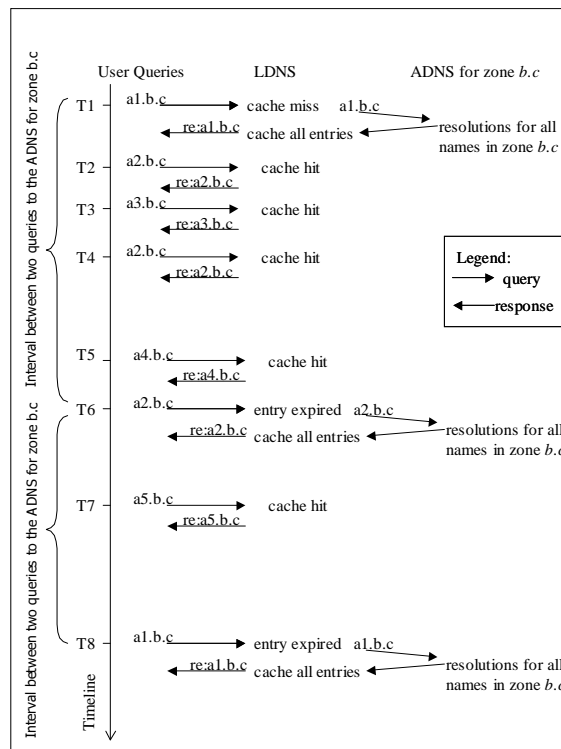 User Queries LDNS ADNS for zone b.c
T1 a1.b.c cache miss a1.b.c
re:a1.b.c cache all entries resolutions for all
names in zone b.c
T2 a2.b.c cache hit
re:a2.b.c
T3 a3.b.c cache hit
re:a3.b.c
T4 a2.b.c cache hit
re:a2.b.c
Legend:
query
response
T5 a4.b.c cache hit
re:a4.b.c
T6 a2.b.c entry expired a2.b.c
re:a2.b.c cache all entries resolutions for all
names in zone b.c
T7 a5.b.c cache hit
re:a5.b.c
T8 a1.b.c entry expired a1.b.c
re:a1.b.c cache all entries resolutions for all
names in zone b.c
Timeline
Interval between two queries to the ADNS for zone b.c
Interval between two queries to the ADNS for zone b.c